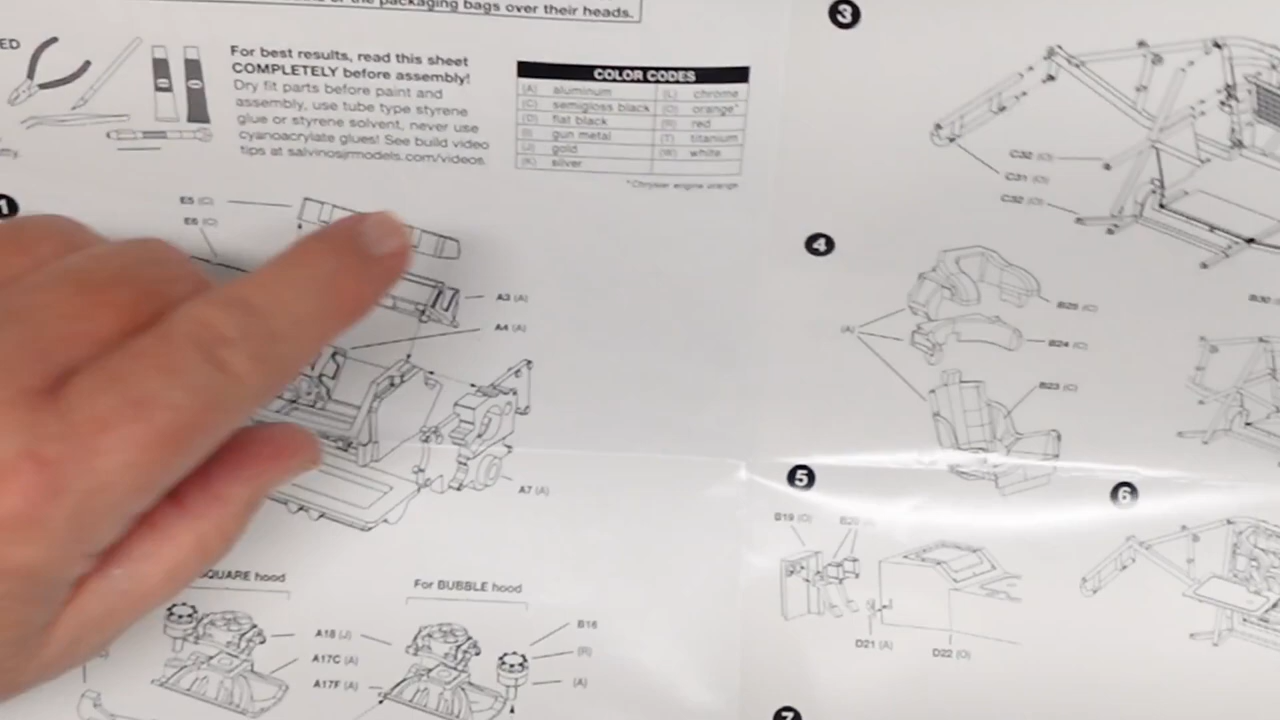 packaging bags over their heads.
ED
For best results, read this sheet
COMPLETELY before assembly!
Dry fit parts before paint and
assembly, use tube type styrene
glue or styrene solvent, never use
cyanoacrylate glues! See build video
tips at salvinosjrmodels.com/videos.
COLOR CODES
(A) aluminum (L) chrome
(C) semigloss black (O) orange*
(D) flat black (R) red
gun metal (T) titanium
(J) gold (W) white
(K) silver
*Chrysler engine orange
1
E5 (C)
E6 (C)
A3 (A)
A4 (A)
A7 (A)
SQUARE hood
For BUBBLE hood
A18 (J)
A17C (A)
A17F (A)
B16
(R)
(A)
3
C32 (O)
C31 (O)
C32 (O)
4
B25 (C)
(A)
B24 (C)
B23 (C)
5
B19 (O)
D21 (A)
D22 (O)
6
7